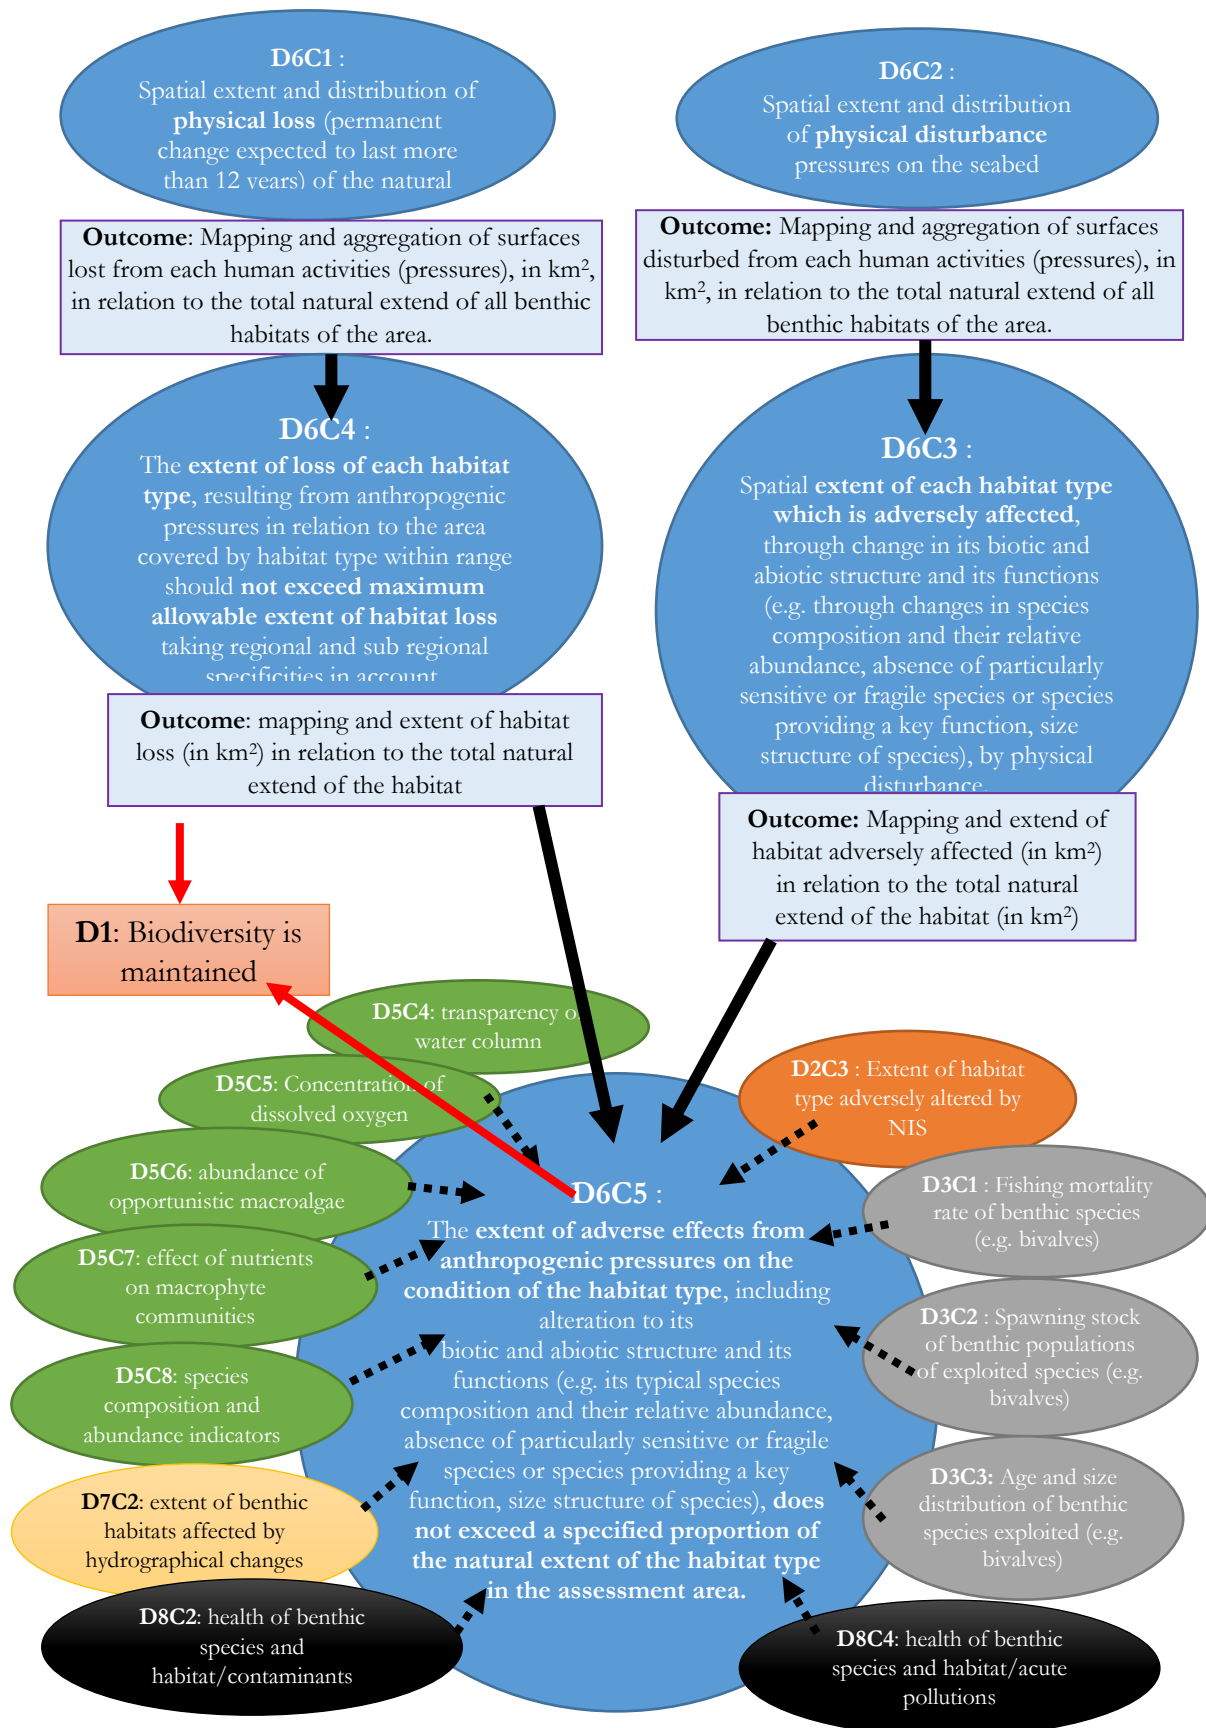 D6C1 :
Spatial extent and distribution of
physical loss (permanent
change expected to last more
than 12 years) of the natural
D6C2 :
Spatial extent and distribution
of physical disturbance
pressures on the seabed
Outcome: Mapping and aggregation of surfaces
lost from each human activities (pressures), in km²,
in relation to the total natural extend of all benthic
habitats of the area.
Outcome: Mapping and aggregation of surfaces
disturbed from each human activities (pressures), in
km², in relation to the total natural extend of all
benthic habitats of the area.
D6C4 :
The extent of loss of each habitat
type, resulting from anthropogenic
pressures in relation to the area
covered by habitat type within range
should not exceed maximum
allowable extent of habitat loss
taking regional and sub regional
specificities in account
D6C3 :
Spatial extent of each habitat type
which is adversely affected,
through change in its biotic and
abiotic structure and its functions
(e.g. through changes in species
composition and their relative
abundance, absence of particularly
sensitive or fragile species or species
providing a key function, size
structure of species), by physical
disturbance.
Outcome: mapping and extent of habitat
loss (in km²) in relation to the total natural
extend of the habitat
Outcome: Mapping and extend of
habitat adversely affected (in km²)
in relation to the total natural
extend of the habitat (in km²)
D1: Biodiversity is
maintained
D5C4: transparency of
water column
D5C5: Concentration of
dissolved oxygen
D5C6: abundance of
opportunistic macroalgae
D5C7: effect of nutrients
on macrophyte
communities
D5C8: species
composition and
abundance indicators
D7C2: extent of benthic
habitats affected by
hydrographical changes
D8C2: health of benthic
species and
habitat/contaminants
D6C5 :
The extent of adverse effects from
anthropogenic pressures on the
condition of the habitat type, including
alteration to its
biotic and abiotic structure and its
functions (e.g. its typical species
composition and their relative abundance,
absence of particularly sensitive or fragile
species or species providing a key
function, size structure of species), does
not exceed a specified proportion of
the natural extent of the habitat type
in the assessment area.
D2C3 : Extent of habitat
type adversely altered by
NIS
D3C1 : Fishing mortality
rate of benthic species
(e.g. bivalves)
D3C2 : Spawning stock
of benthic populations
of exploited species (e.g.
bivalves)
D3C3: Age and size
distribution of benthic
species exploited (e.g.
bivalves)
D8C4: health of benthic
species and habitat/acute
pollutions